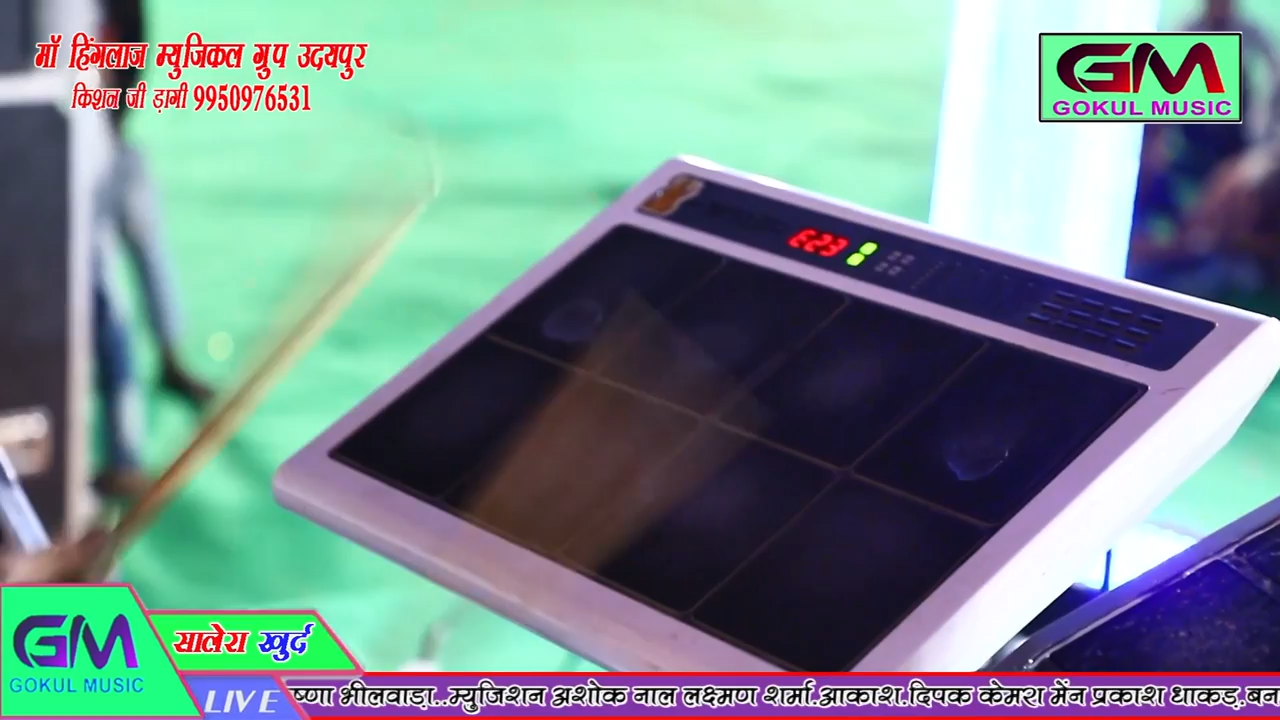 माँ हिंगलाज म्युजिकल ग्रुप उदयपुर
किशन जी ड़ागी 9950976531
GM
GOKUL MUSIC
E23
GM
GOKUL MUSIC
सालेरा खुर्द
LIVE
ष्णा भीलवाड़ा..म्युजिशन अशोक नाल लक्ष्मण शर्मा.आकाश.दिपक केमरा मेंन प्रकाश धाकड़.बन